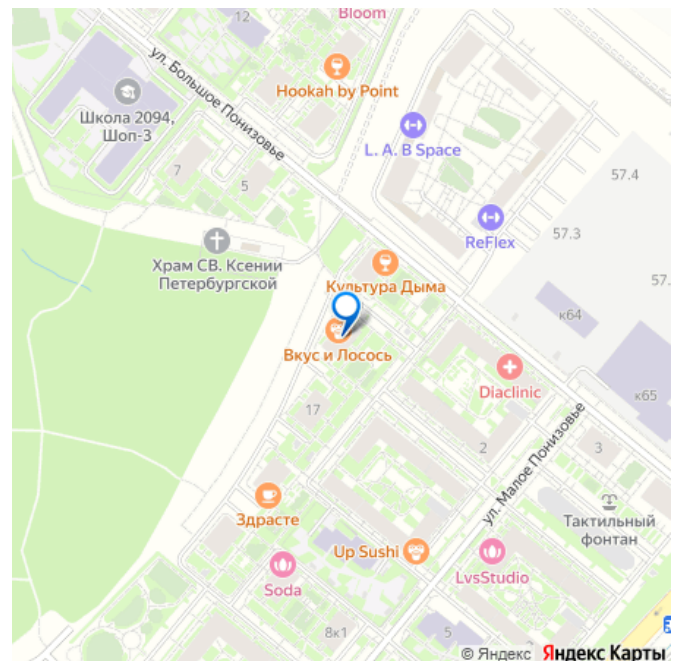 Bloom
12
ул. Большое Понизовье
Hookah by Point
Школа 2094,
Шоп-3
L. A. B Space
7
5
57.4
ReFlex
57.3
Храм СВ. Ксении
Петербургской
Культура Дыма
57.
к64
Вкус и Лосось
Diaclinic
к65
17
2
ул. Малое Понизовье
3
Здрасте
Тактильный
фонтан
Up Sushi
LvsStudio
Soda
8к1
© Яндекс Яндекс Карты